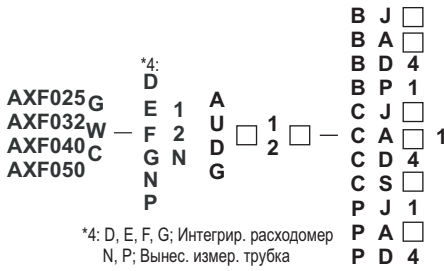 AXF025
AXF032
AXF040
AXF050
G
W
C
—
*4:
D
E
F
G
N
P
1
2
N
A
U
D
G
□
1
2
□
—
B J □
B A □
B D 4
B P 1
C J □
C A □ 1
C D 4
C S □
P J 1
P A □
P D 4
*4: D, E, F, G; Интегрир. расходомер
N, P; Вынес. измер. трубка